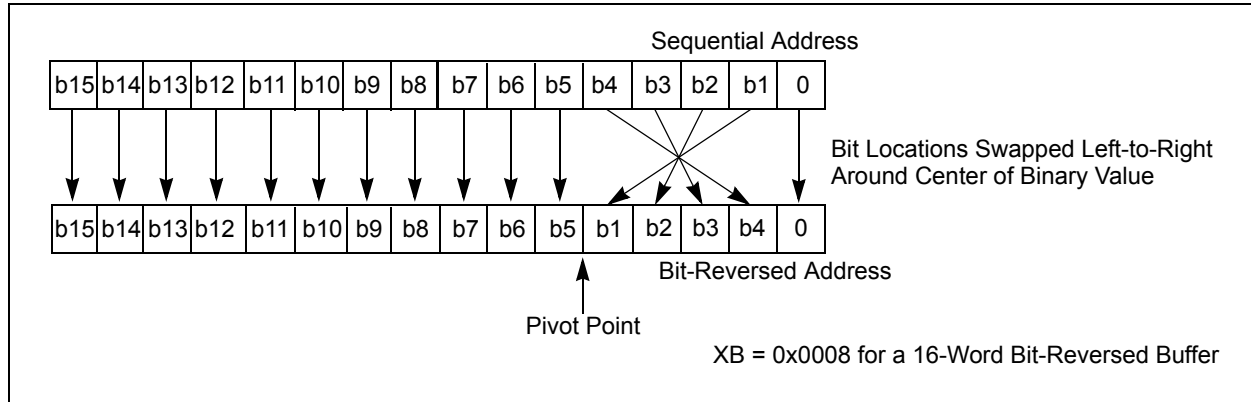 Sequential Address
b15 b14 b13 b12 b11 b10 b9 b8 b7 b6 b5 b4 b3 b2 b1 0
Bit Locations Swapped Left-to-Right
Around Center of Binary Value
b15 b14 b13 b12 b11 b10 b9 b8 b7 b6 b5 b1 b2 b3 b4 0
Bit-Reversed Address
Pivot Point
XB = 0x0008 for a 16-Word Bit-Reversed Buffer